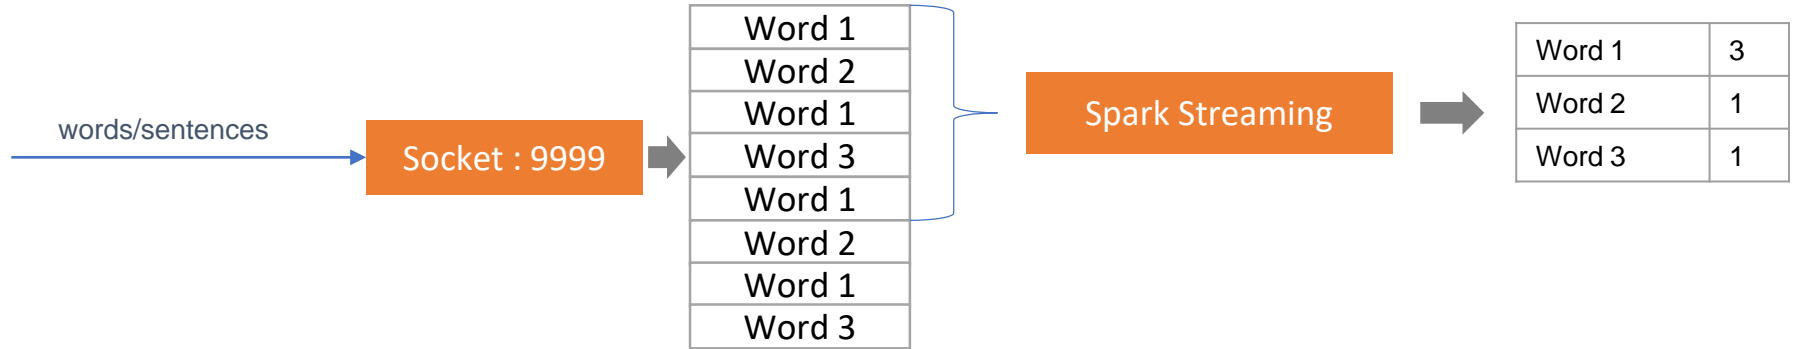 words/sentences
Socket : 9999
Word 1
Word 2
Word 1
Word 3
Word 1
Word 2
Word 1
Word 3
Spark Streaming
Word 1 3
Word 2 1
Word 3 1